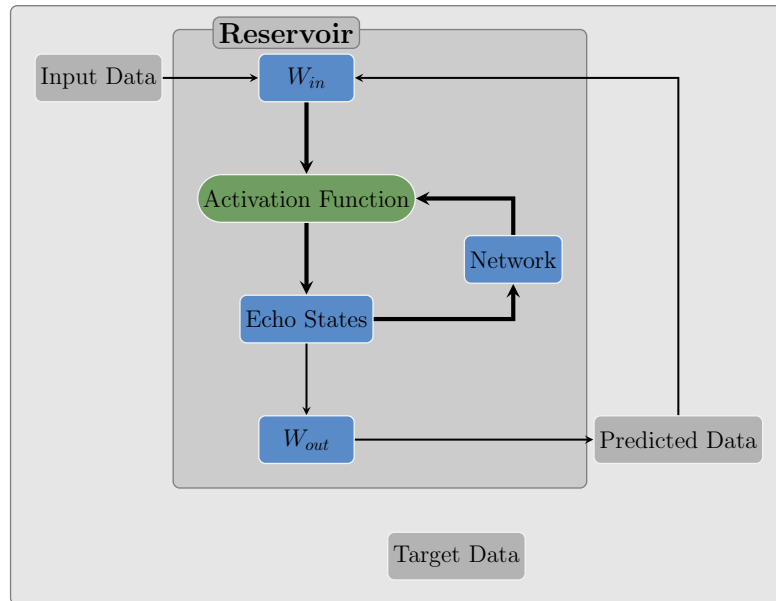 Reservoir
Input Data
W_in
Activation Function
Network
Echo States
W_out
Predicted Data
Target Data